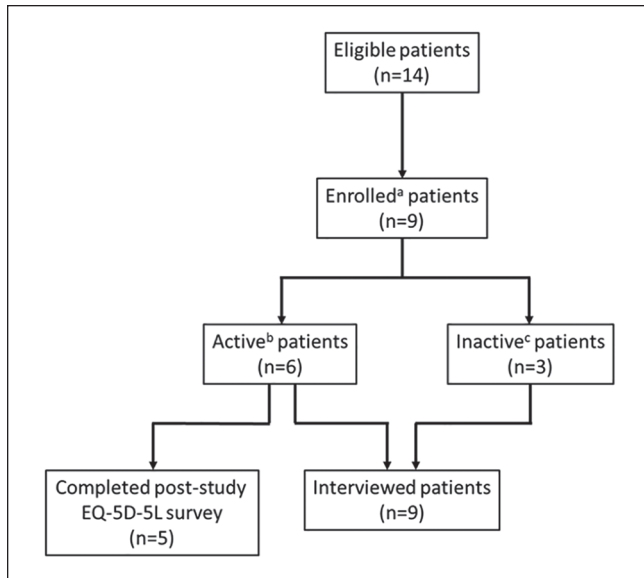 Eligible patients
(n=14)
Enrolledᵃ patients
(n=9)
Activeᵇ patients
(n=6)
Inactiveᶜ patients
(n=3)
Completed post-study
EQ-5D-5L survey
(n=5)
Interviewed patients
(n=9)